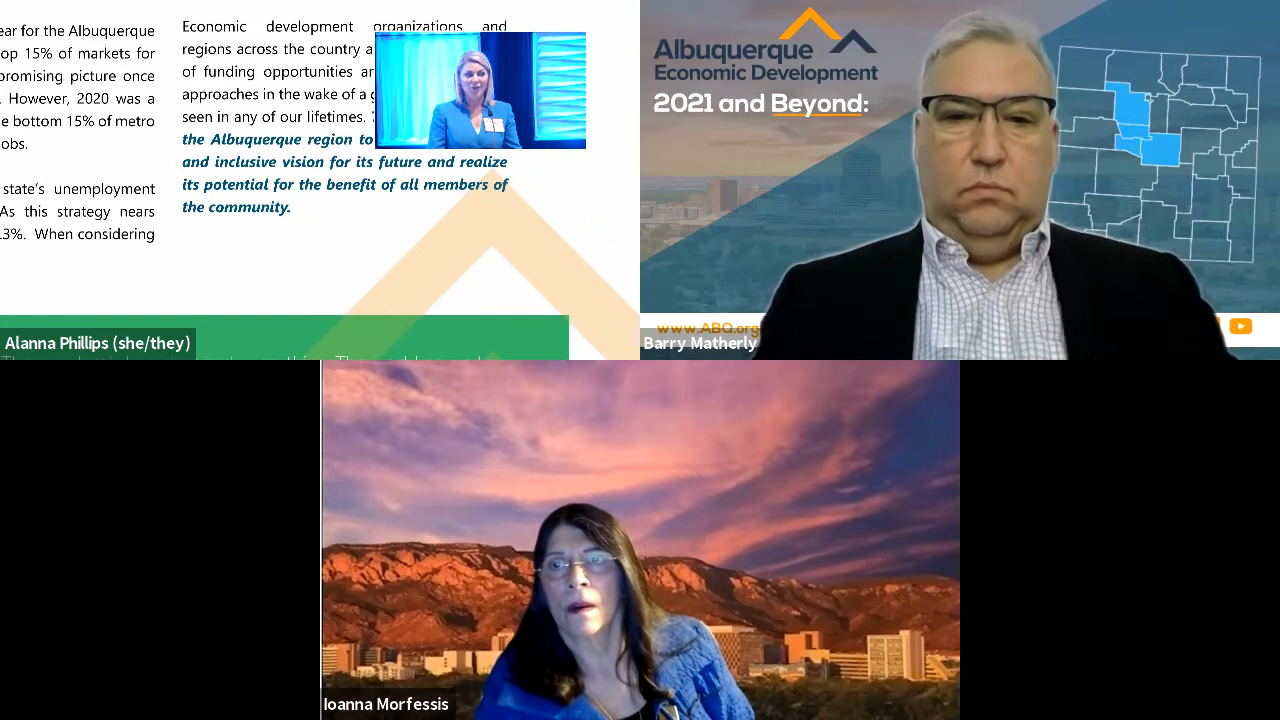 ear for the Albuquerque
op 15% of markets for
promising picture once
. However, 2020 was a
e bottom 15% of metro
obs.
state's unemployment
As this strategy nears
.3%. When considering
Economic development organizations and
regions across the country a
of funding opportunities ar
approaches in the wake of a g
seen in any of our lifetimes.
the Albuquerque region to
and inclusive vision for its future and realize
its potential for the benefit of all members of
the community.
Alanna Phillips (she/they)
Albuquerque
Economic Development
2021 and Beyond:
www.ABQ.org
Barry Matherly
Ioanna Morfessis